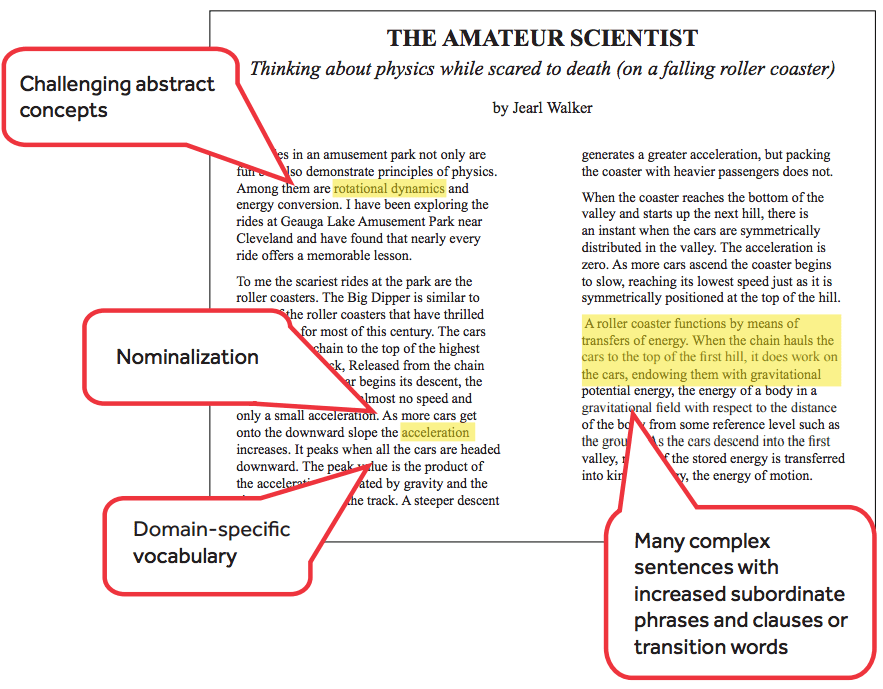 THE AMATEUR SCIENTIST
Thinking about physics while scared to death (on a falling roller coaster)
by Jearl Walker
Challenging abstract
concepts
in an amusement park not only are
fun demonstrate principles of physics.
Among them are rotational dynamics and
energy conversion. I have been exploring the
rides at Geauga Lake Amusement Park near
Cleveland and have found that nearly every
ride offers a memorable lesson.
To me the scariest rides at the park are the
roller coasters. The Big Dipper is similar to
the roller coasters that have thrilled
for most of this century. The cars
chain to the top of the highest
Released from the chain
begins its descent, the
almost no speed and
only a small acceleration. As more cars get
onto the downward slope the acceleration
increases. It peaks when all the cars are headed
downward. The peak value is the product of
the by gravity and the
the track. A steeper descent
Nominalization
Domain-specific
vocabulary
generates a greater acceleration, but packing
the coaster with heavier passengers does not.
When the coaster reaches the bottom of the
valley and starts up the next hill, there is
an instant when the cars are symmetrically
distributed in the valley. The acceleration is
zero. As more cars ascend the coaster begins
to slow, reaching its lowest speed just as it is
symmetrically positioned at the top of the hill.
A roller coaster functions by means of
transfers of energy. When the chain hauls the
cars to the top of the first hill, it does work on
the cars, endowing them with gravitational
potential energy, the energy of a body in a
gravitational field with respect to the distance
of the body from some reference level such as
the As the cars descend into the first
valley, the stored energy is transferred
into the energy of motion.
Many complex
sentences with
increased subordinate
phrases and clauses or
transition words